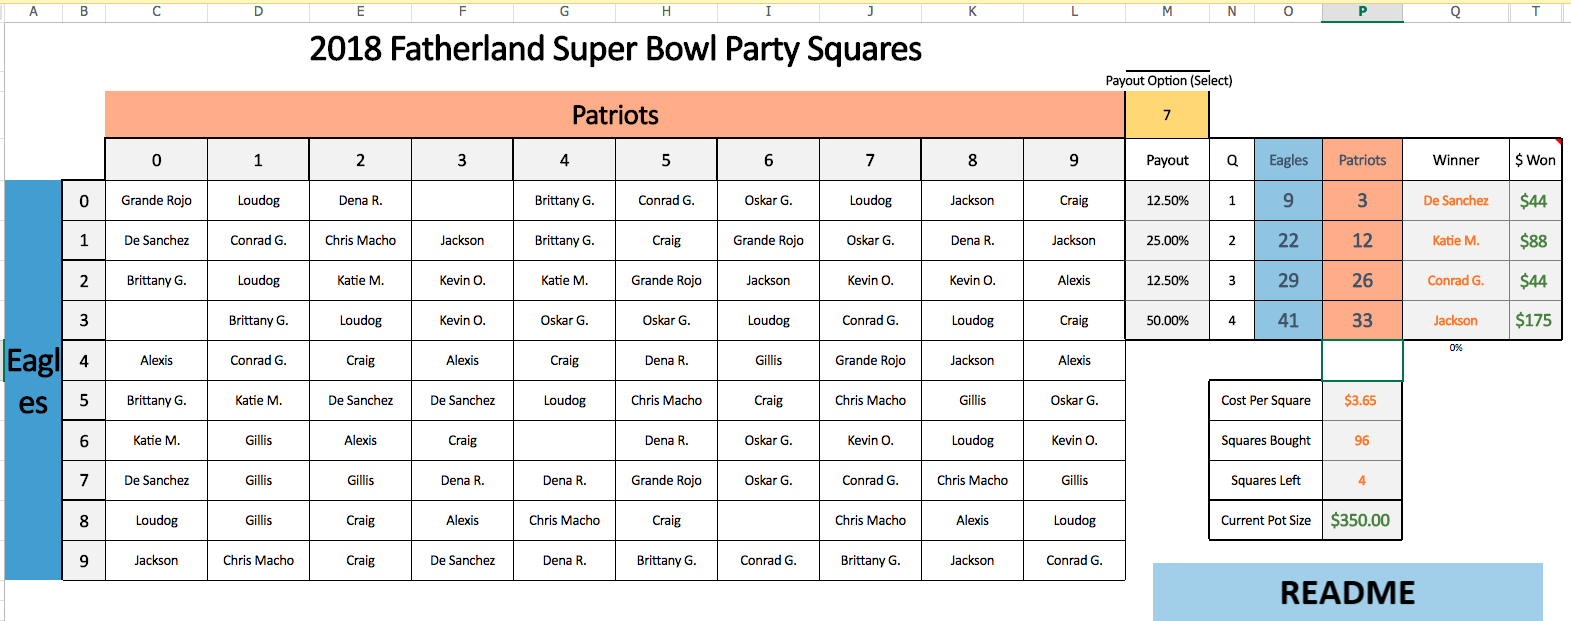 A B C D E F G H I J K L M N O P Q T
2018 Fatherland Super Bowl Party Squares
Payout Option (Select)
Patriots 7
0 1 2 3 4 5 6 7 8 9 Payout Q Eagles Patriots Winner $ Won
0 Grande Rojo Loudog Dena R. Brittany G. Conrad G. Oskar G. Loudog Jackson Craig 12.50% 1 9 3 De Sanchez $44
1 De Sanchez Conrad G. Chris Macho Jackson Brittany G. Craig Grande Rojo Oskar G. Dena R. Jackson 25.00% 2 22 12 Katie M. $88
2 Brittany G. Loudog Katie M. Kevin O. Katie M. Grande Rojo Jackson Kevin O. Kevin O. Alexis 12.50% 3 29 26 Conrad G. $44
3 Brittany G. Loudog Kevin O. Oskar G. Oskar G. Loudog Conrad G. Loudog Craig 50.00% 4 41 33 Jackson $175
0%
Eagl
es
4 Alexis Conrad G. Craig Alexis Craig Dena R. Gillis Grande Rojo Jackson Alexis
5 Brittany G. Katie M. De Sanchez De Sanchez Loudog Chris Macho Craig Chris Macho Gillis Oskar G. Cost Per Square $3.65
6 Katie M. Gillis Alexis Craig Dena R. Oskar G. Kevin O. Loudog Kevin O. Squares Bought 96
7 De Sanchez Gillis Gillis Dena R. Dena R. Grande Rojo Oskar G. Conrad G. Chris Macho Gillis Squares Left 4
8 Loudog Gillis Craig Alexis Chris Macho Craig Chris Macho Alexis Loudog Current Pot Size $350.00
9 Jackson Chris Macho Craig De Sanchez Dena R. Brittany G. Conrad G. Brittany G. Jackson Conrad G.
README